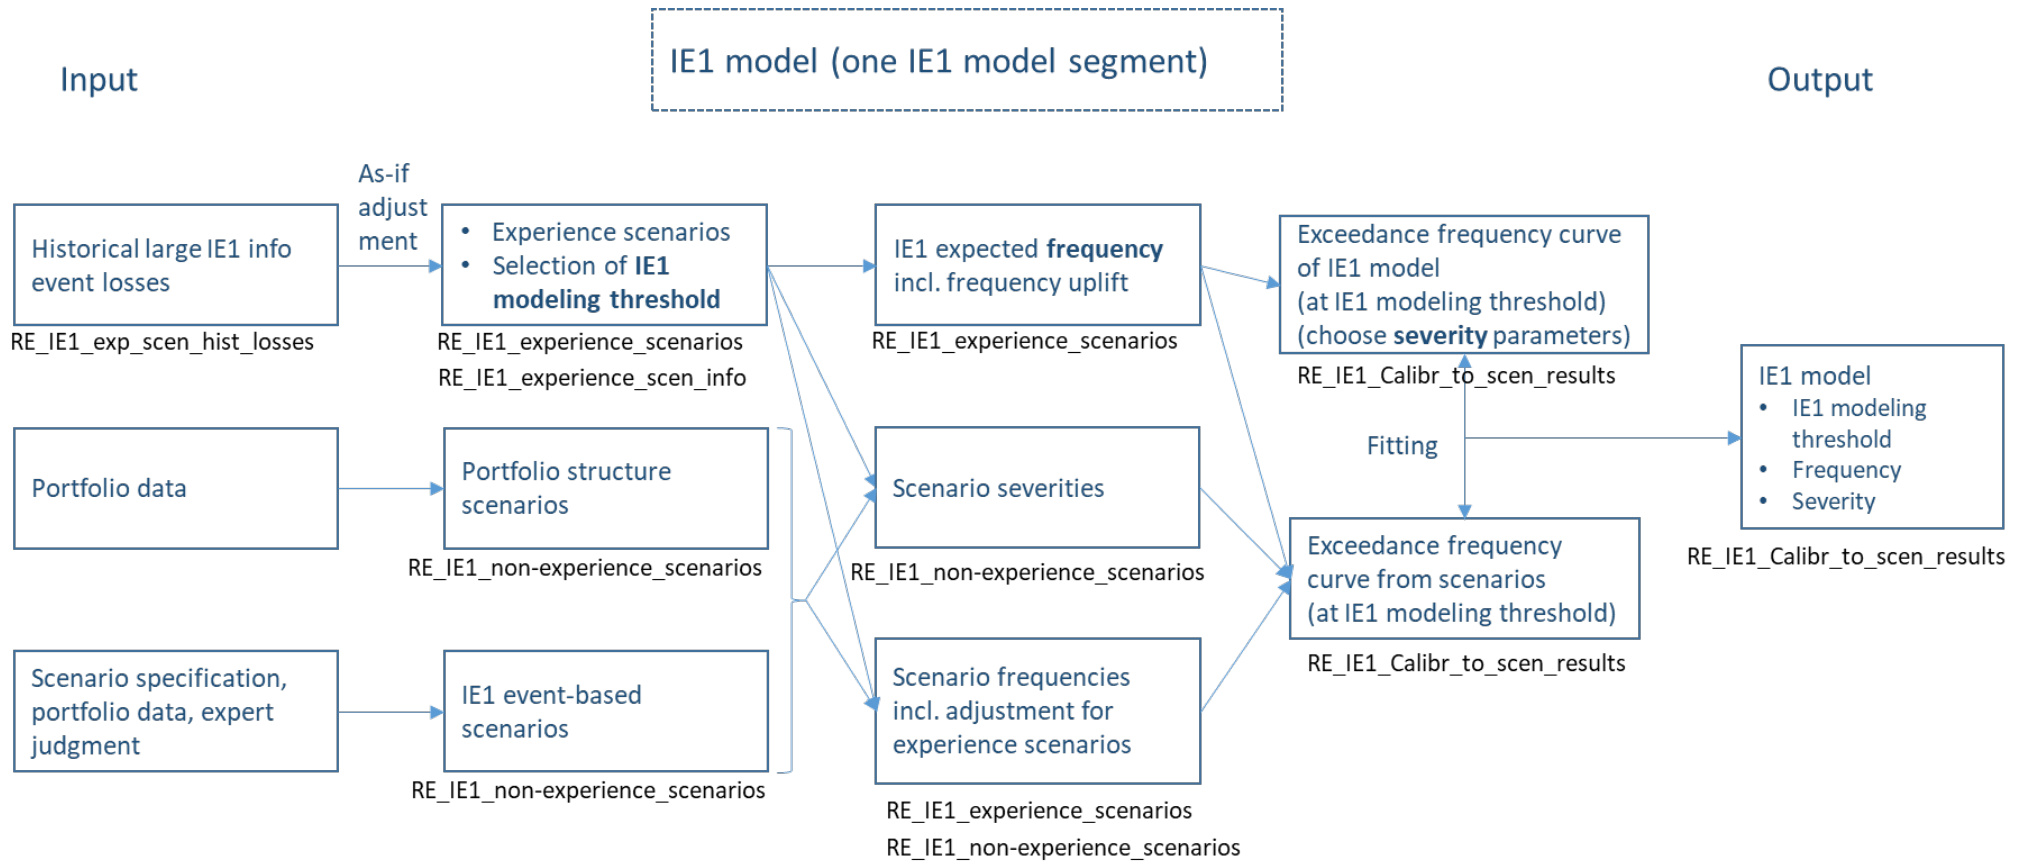 Input
IE1 model (one IE1 model segment)
Output
As-if
adjust
ment
Historical large IE1 info
event losses
RE_IE1_exp_scen_hist_losses
• Experience scenarios
• Selection of IE1
modeling threshold
RE_IE1_experience_scenarios
RE_IE1_experience_scen_info
IE1 expected frequency
incl. frequency uplift
RE_IE1_experience_scenarios
Exceedance frequency curve
of IE1 model
(at IE1 modeling threshold)
(choose severity parameters)
RE_IE1_Calibr_to_scen_results
Portfolio data
Portfolio structure
scenarios
RE_IE1_non-experience_scenarios
Scenario severities
RE_IE1_non-experience_scenarios
Fitting
IE1 model
• IE1 modeling
threshold
• Frequency
• Severity
RE_IE1_Calibr_to_scen_results
Exceedance frequency
curve from scenarios
(at IE1 modeling threshold)
RE_IE1_Calibr_to_scen_results
Scenario specification,
portfolio data, expert
judgment
IE1 event-based
scenarios
RE_IE1_non-experience_scenarios
Scenario frequencies
incl. adjustment for
experience scenarios
RE_IE1_experience_scenarios
RE_IE1_non-experience_scenarios